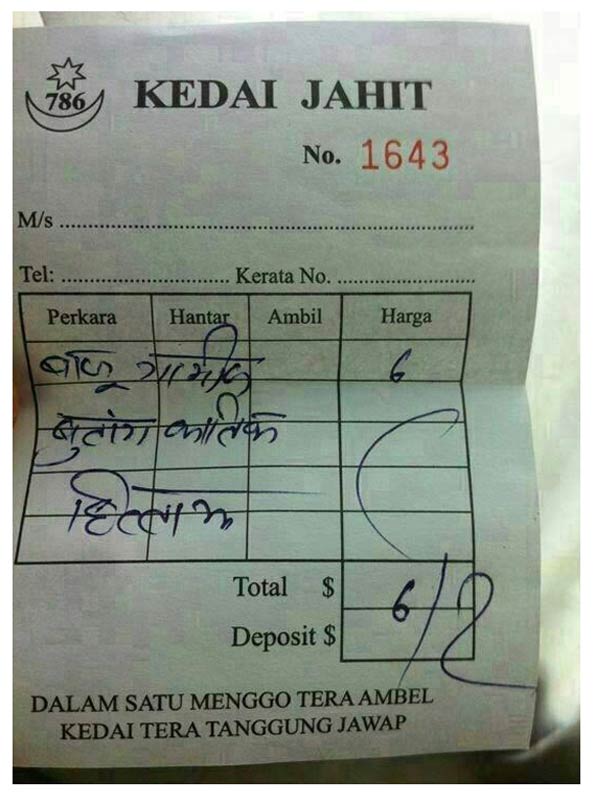 786
KEDAI JAHIT
No. 1643
M/s
Tel: Kerata No.
Perkara Hantar Ambil Harga
बाजू 6
बुतांग कातिक
Total $ 6/
Deposit $
DALAM SATU MENGGO TERA AMBEL
KEDAI TERA TANGGUNG JAWAP